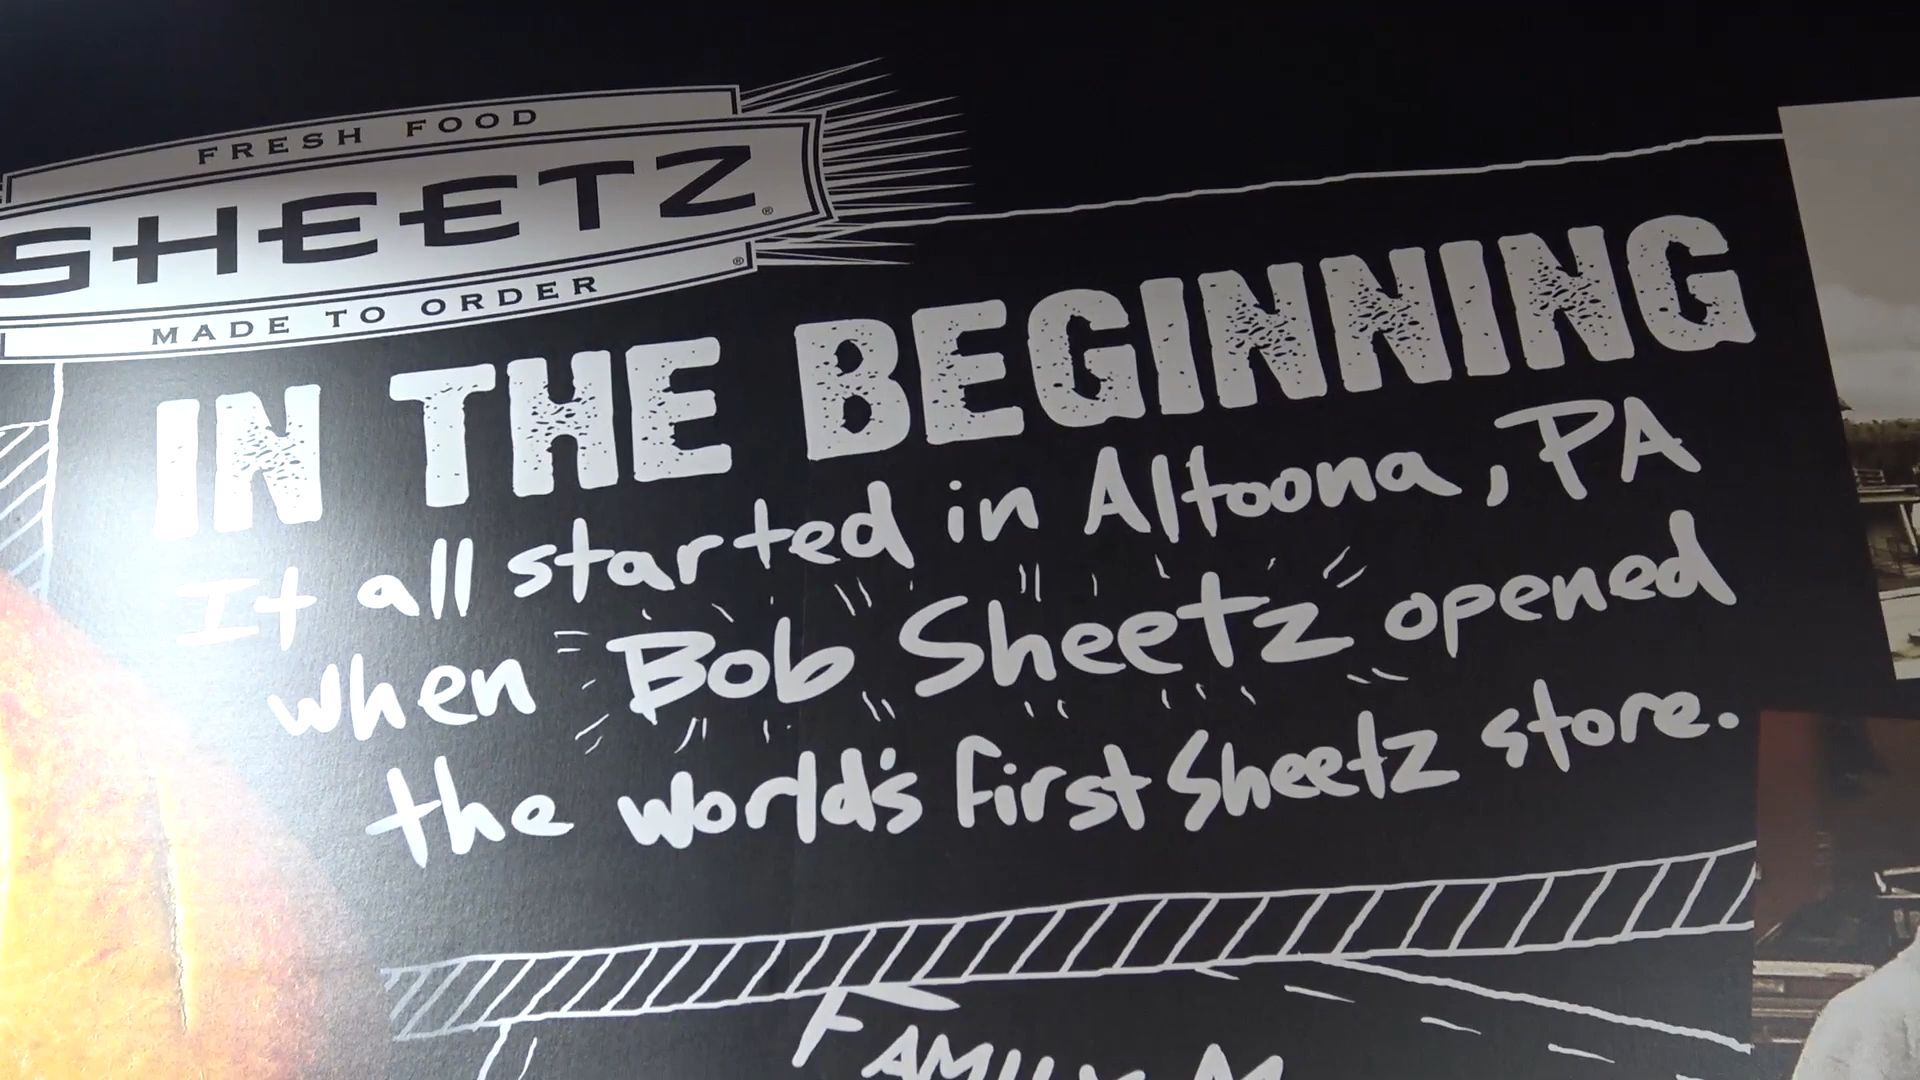 FRESH FOOD
SHEETZ®
MADE TO ORDER®
IN THE BEGINNING
It all started in Altoona, PA
when Bob Sheetz opened
the world's first Sheetz store.
FAMILY